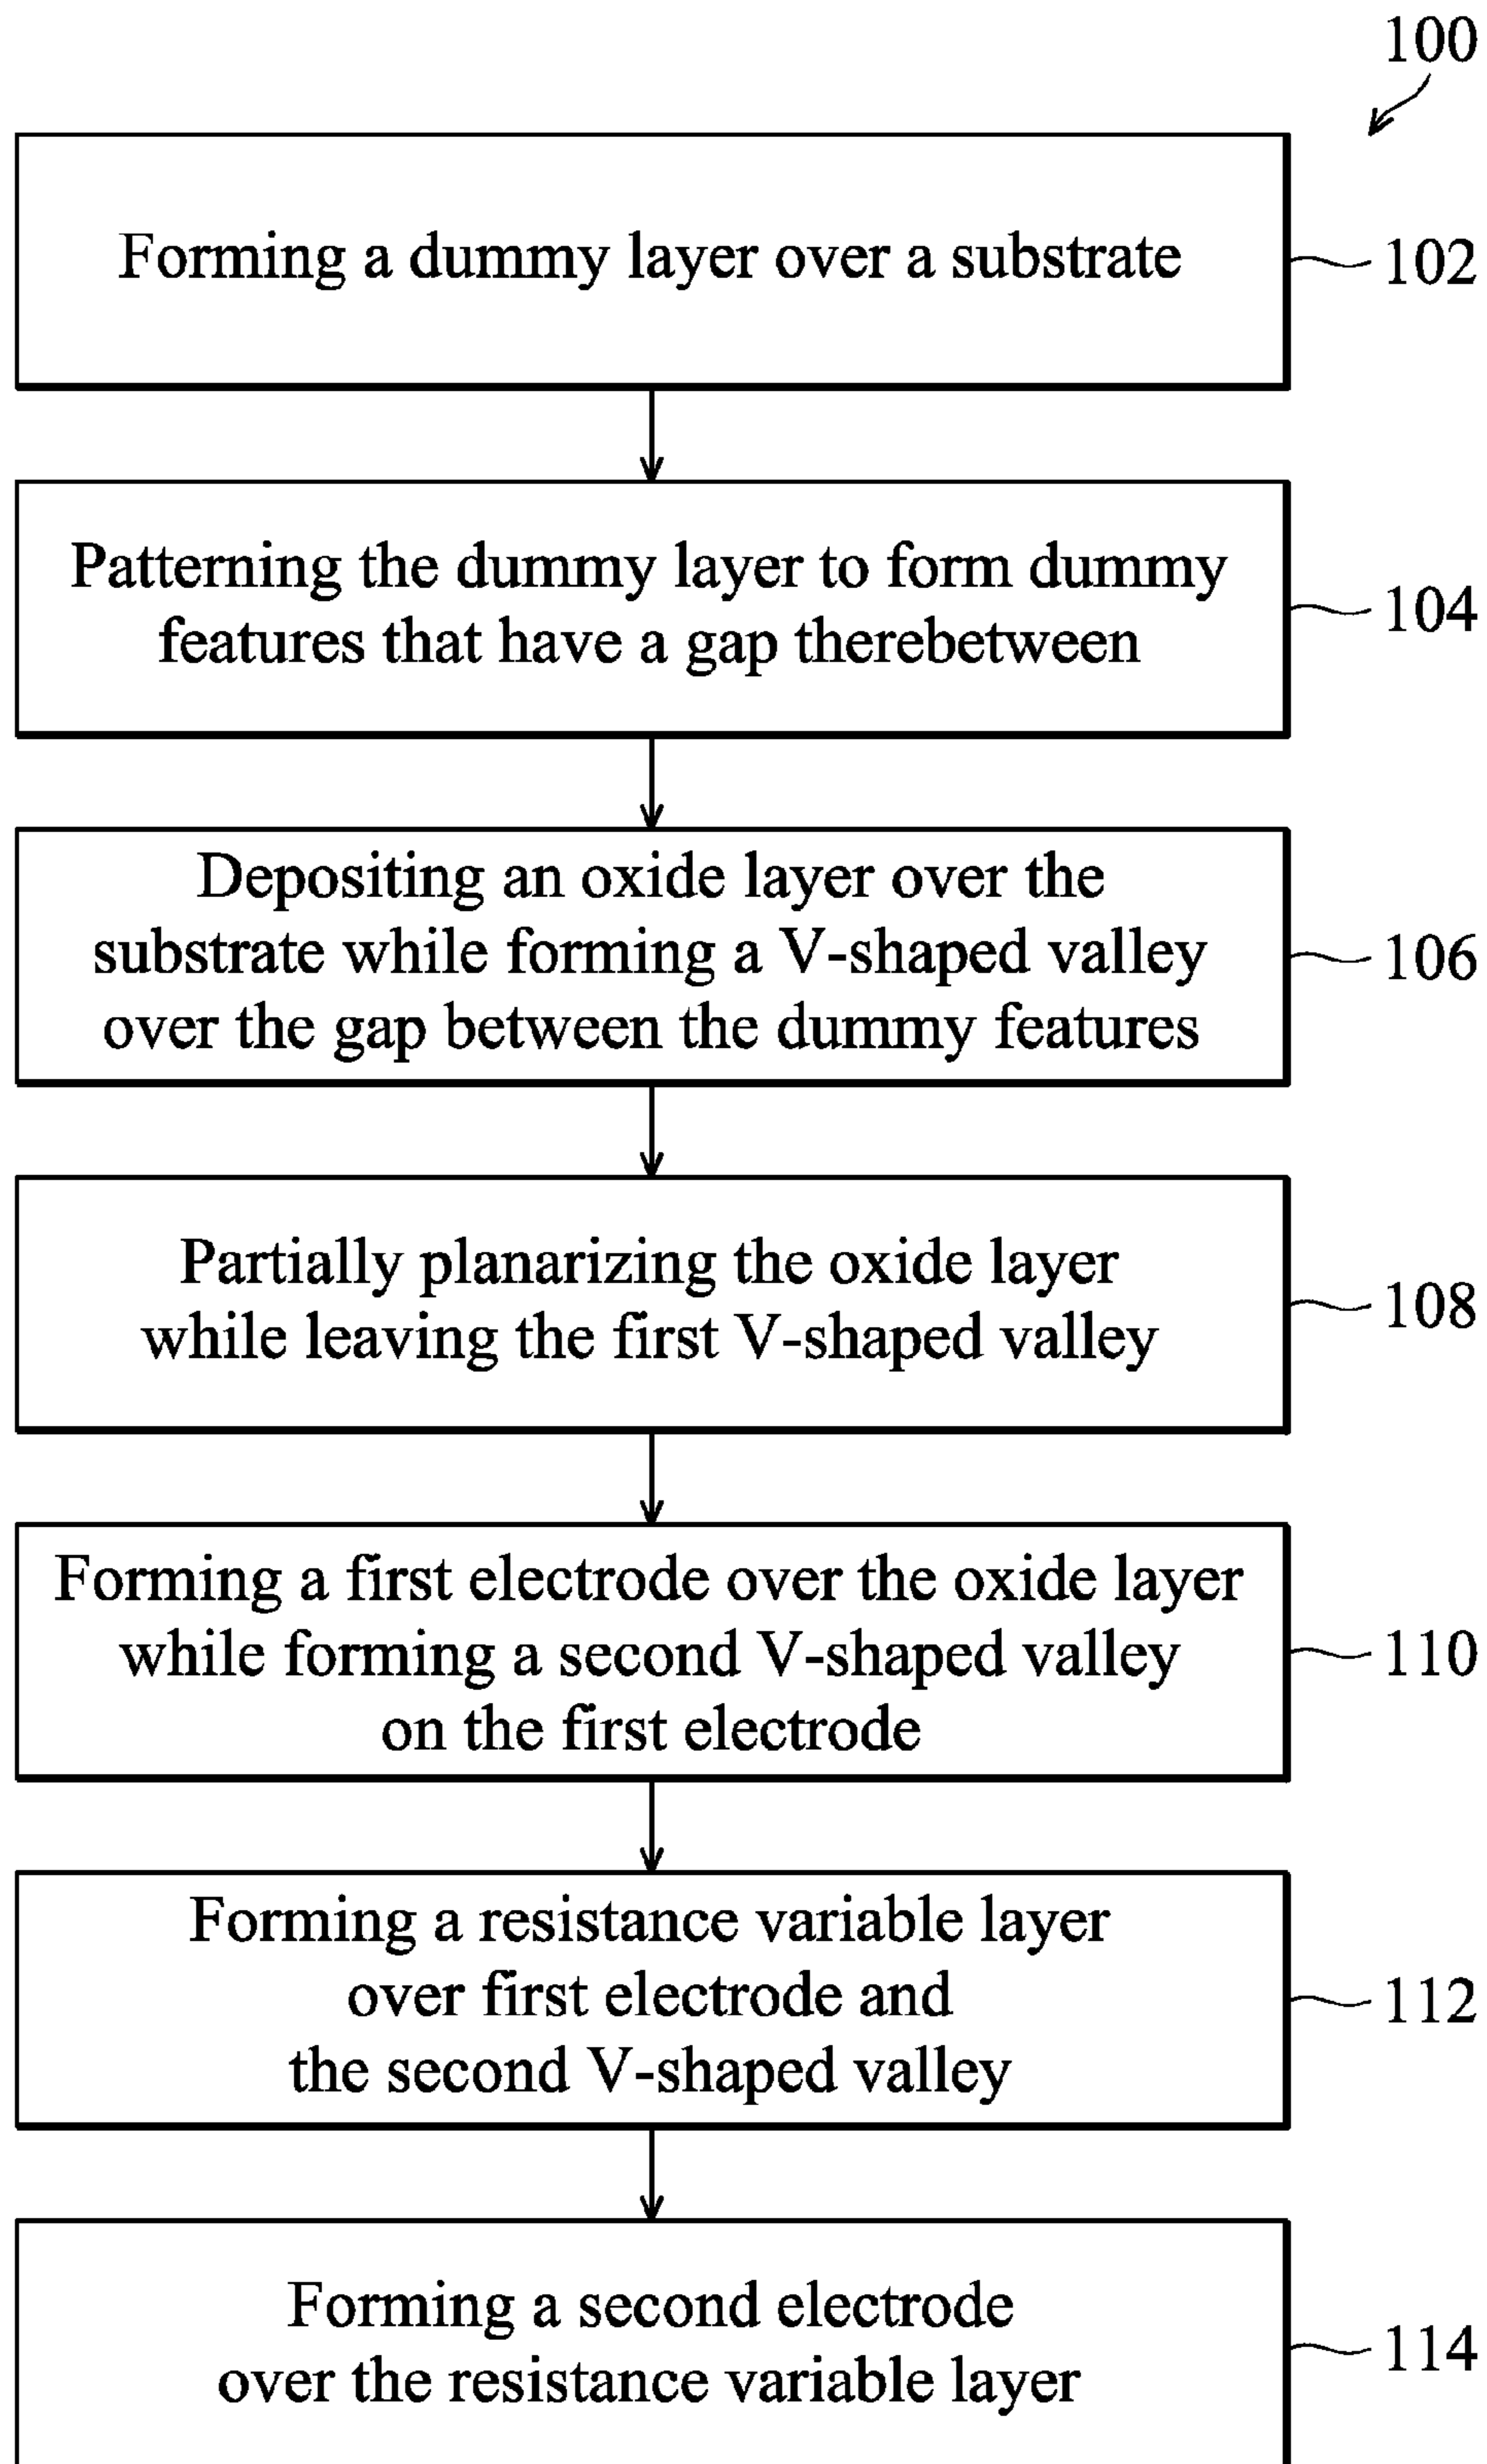 100
Forming a dummy layer over a substrate
102
Patterning the dummy layer to form dummy
features that have a gap therebetween
104
Depositing an oxide layer over the
substrate while forming a V-shaped valley
over the gap between the dummy features
106
Partially planarizing the oxide layer
while leaving the first V-shaped valley
108
Forming a first electrode over the oxide layer
while forming a second V-shaped valley
on the first electrode
110
Forming a resistance variable layer
over first electrode and
the second V-shaped valley
112
Forming a second electrode
over the resistance variable layer
114